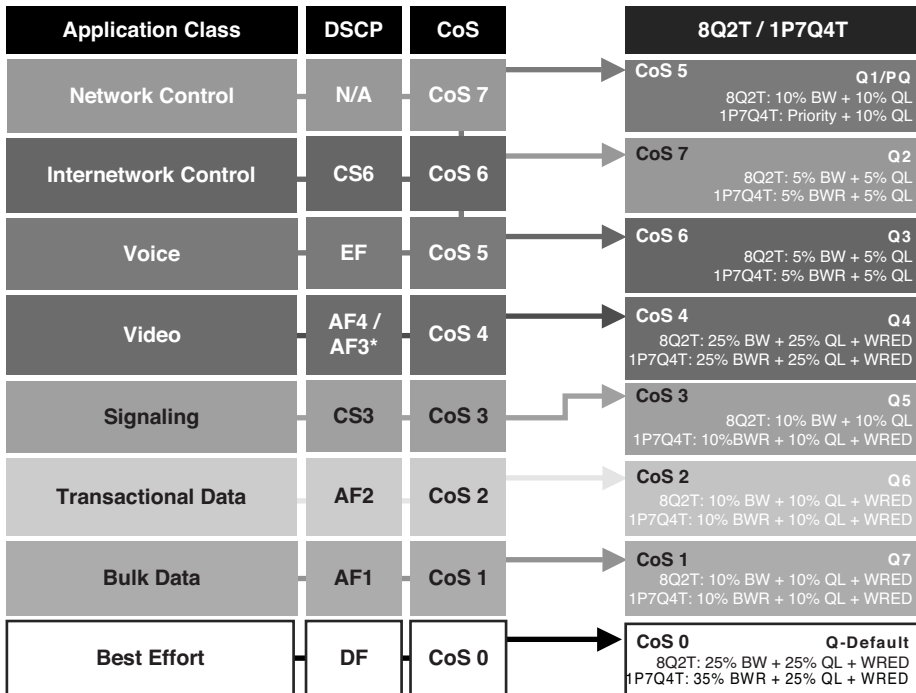 Application Class DSCP CoS 8Q2T / 1P7Q4T
Network Control N/A CoS 7
CoS 5 Q1/PQ
8Q2T: 10% BW + 10% QL
1P7Q4T: Priority + 10% QL
Internetwork Control CS6 CoS 6
CoS 7 Q2
8Q2T: 5% BW + 5% QL
1P7Q4T: 5% BWR + 5% QL
Voice EF CoS 5
CoS 6 Q3
8Q2T: 5% BW + 5% QL
1P7Q4T: 5% BWR + 5% QL
Video AF4 / AF3* CoS 4
CoS 4 Q4
8Q2T: 25% BW + 25% QL + WRED
1P7Q4T: 25% BWR + 25% QL + WRED
Signaling CS3 CoS 3
CoS 3 Q5
8Q2T: 10% BW + 10% QL
1P7Q4T: 10%BWR + 10% QL + WRED
Transactional Data AF2 CoS 2
CoS 2 Q6
8Q2T: 10% BW + 10% QL + WRED
1P7Q4T: 10% BWR + 10% QL + WRED
Bulk Data AF1 CoS 1
CoS 1 Q7
8Q2T: 10% BW + 10% QL + WRED
1P7Q4T: 10% BWR + 10% QL + WRED
Best Effort DF CoS 0
CoS 0 Q-Default
8Q2T: 25% BW + 25% QL + WRED
1P7Q4T: 35% BWR + 25% QL + WRED